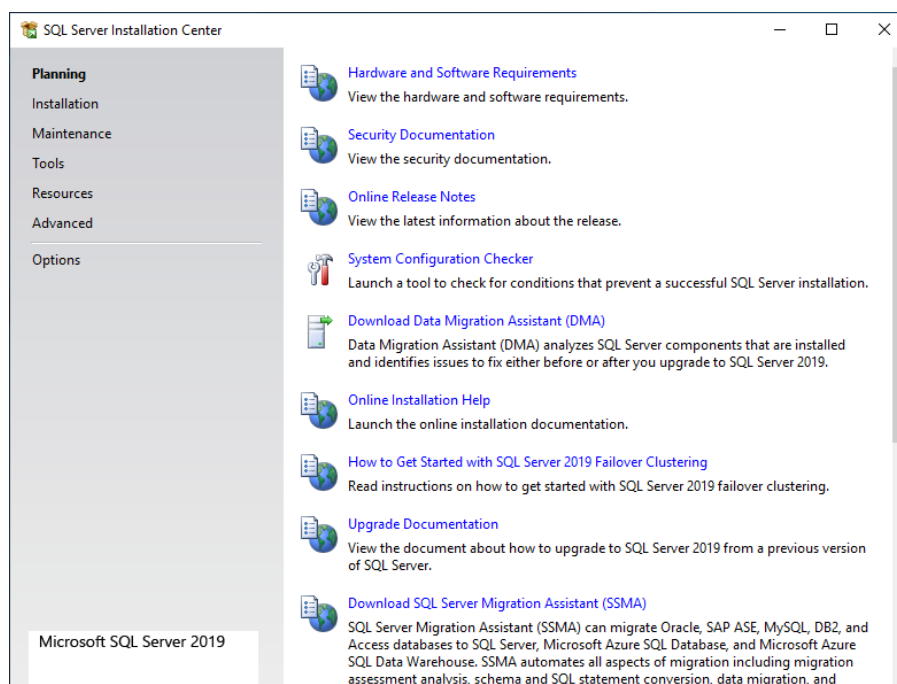 SQL Server Installation Center
Planning
Installation
Maintenance
Tools
Resources
Advanced
Options
Microsoft SQL Server 2019
Hardware and Software Requirements
View the hardware and software requirements.
Security Documentation
View the security documentation.
Online Release Notes
View the latest information about the release.
System Configuration Checker
Launch a tool to check for conditions that prevent a successful SQL Server installation.
Download Data Migration Assistant (DMA)
Data Migration Assistant (DMA) analyzes SQL Server components that are installed
and identifies issues to fix either before or after you upgrade to SQL Server 2019.
Online Installation Help
Launch the online installation documentation.
How to Get Started with SQL Server 2019 Failover Clustering
Read instructions on how to get started with SQL Server 2019 failover clustering.
Upgrade Documentation
View the document about how to upgrade to SQL Server 2019 from a previous version
of SQL Server.
Download SQL Server Migration Assistant (SSMA)
SQL Server Migration Assistant (SSMA) can migrate Oracle, SAP ASE, MySQL, DB2, and
Access databases to SQL Server, Microsoft Azure SQL Database, and Microsoft Azure
SQL Data Warehouse. SSMA automates all aspects of migration including migration
assessment analysis, schema and SQL statement conversion, data migration, and